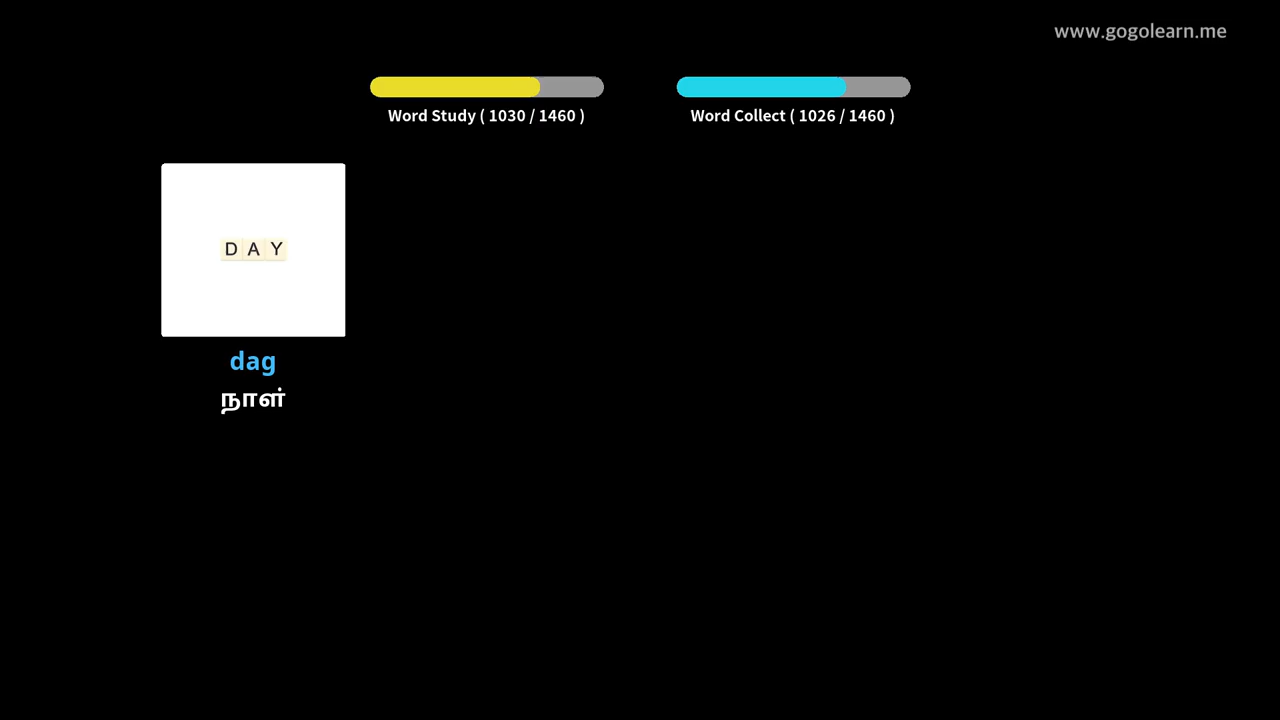 www.gogolearn.me
Word Study ( 1030 / 1460 )
Word Collect ( 1026 / 1460 )
DAY
dag
நாள்